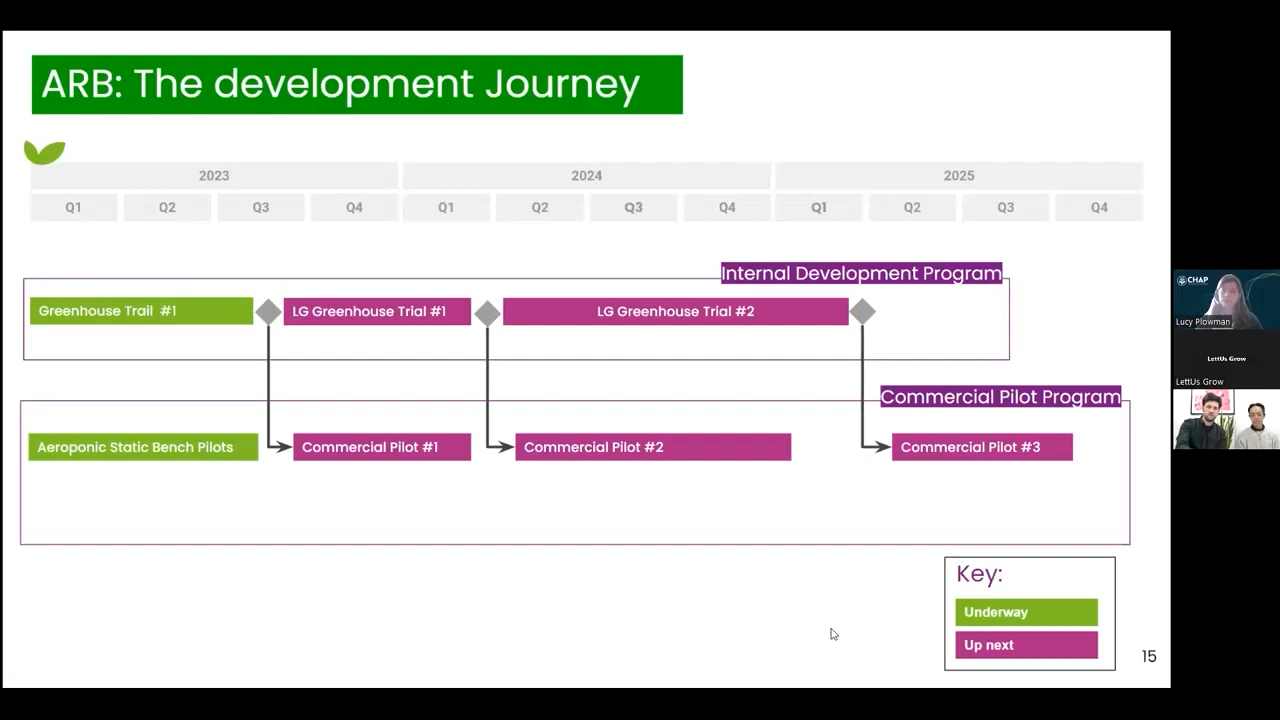 ARB: The development Journey
2023
2024
2025
Q1
Q2
Q3
Q4
Q1
Q2
Q3
Q4
Q1
Q2
Q3
Q4
Internal Development Program
Greenhouse Trail #1
LG Greenhouse Trial #1
LG Greenhouse Trial #2
Commercial Pilot Program
Aeroponic Static Bench Pilots
Commercial Pilot #1
Commercial Pilot #2
Commercial Pilot #3
Key:
Underway
Up next
15
CHAP
Lucy Plowman
LettUs Grow
LettUs Grow